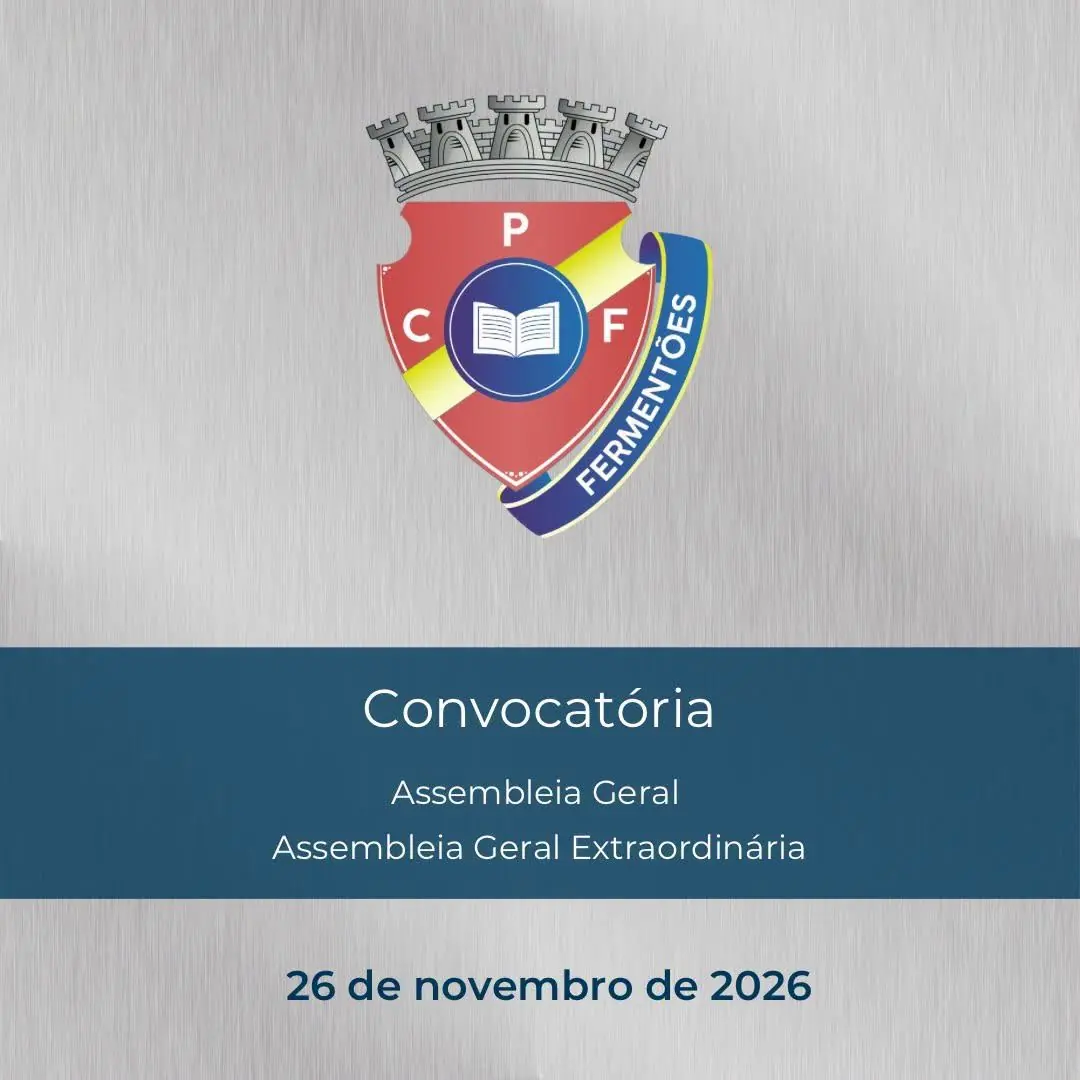 P
C F
FERMENTÕES
Convocatória
Assembleia Geral
Assembleia Geral Extraordinária
26 de novembro de 2026